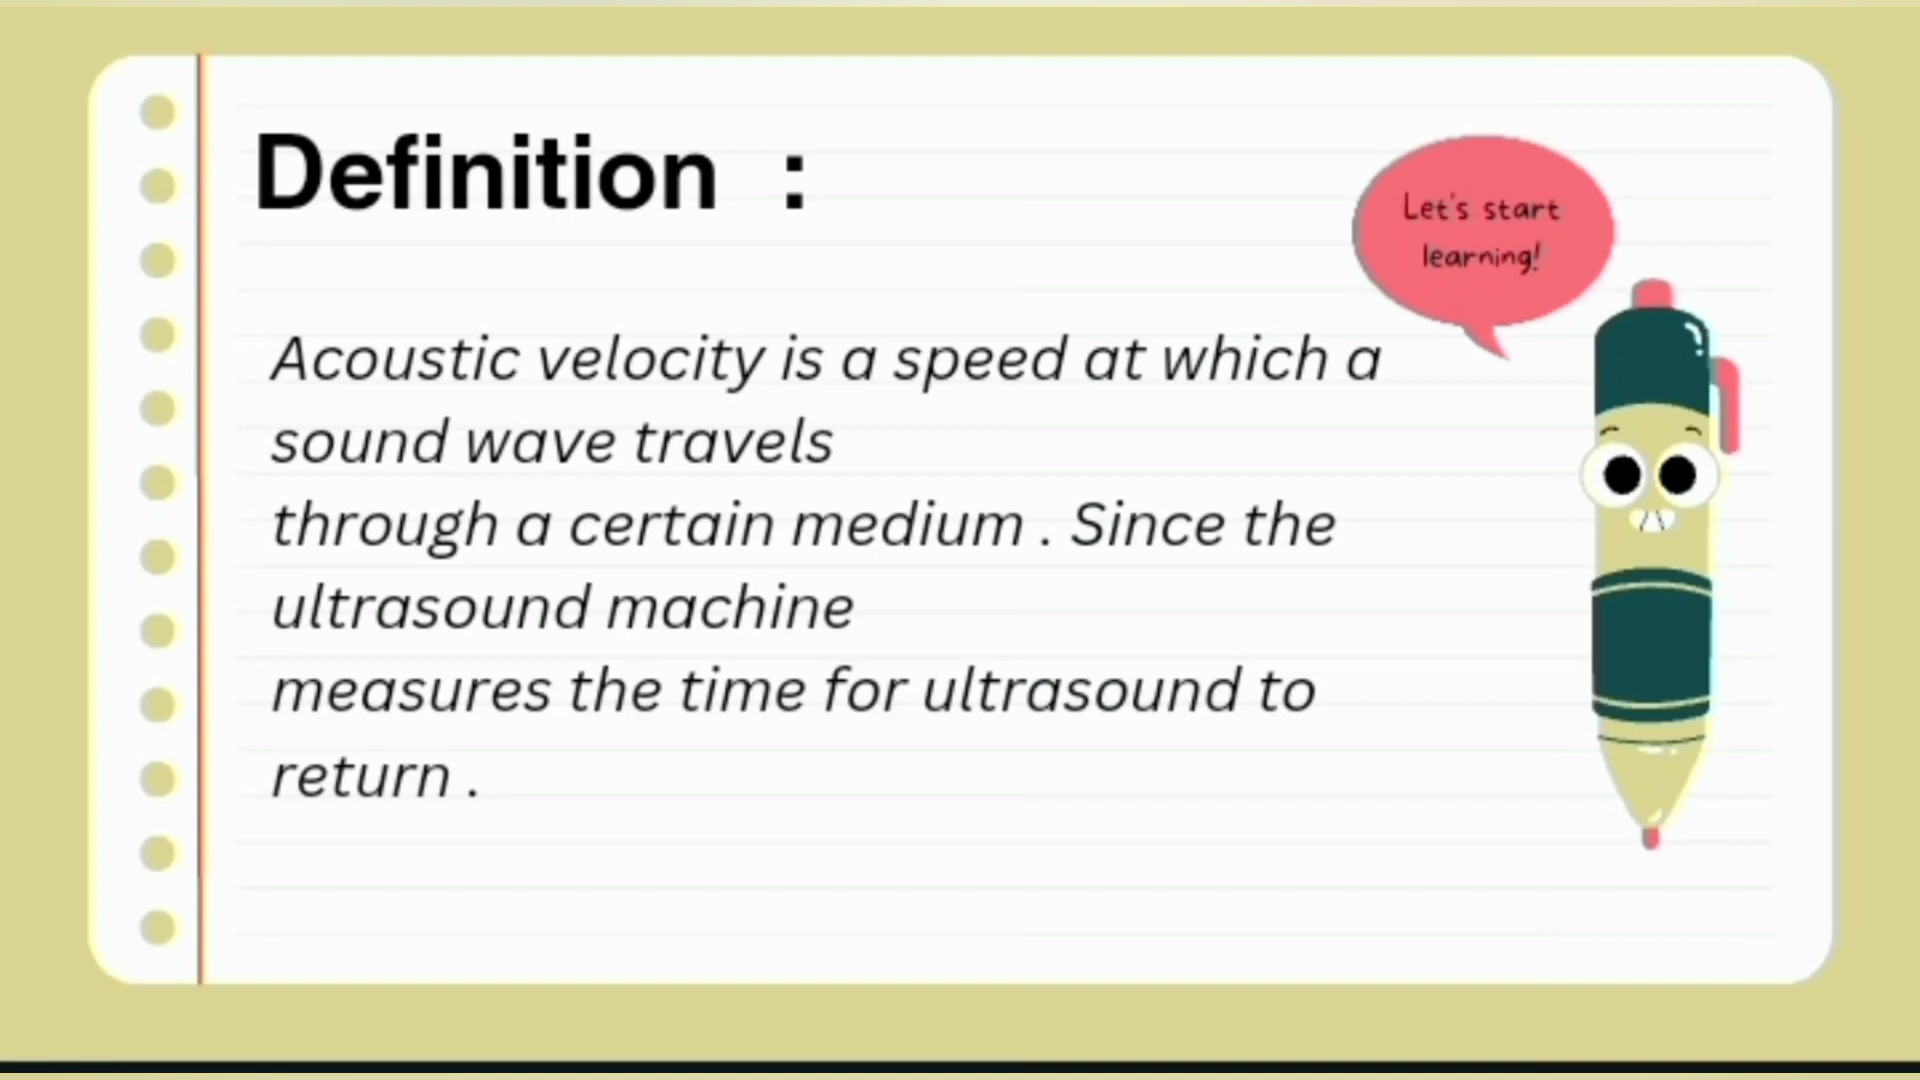 Definition :
Let's start
learning!
Acoustic velocity is a speed at which a
sound wave travels
through a certain medium . Since the
ultrasound machine
measures the time for ultrasound to
return .